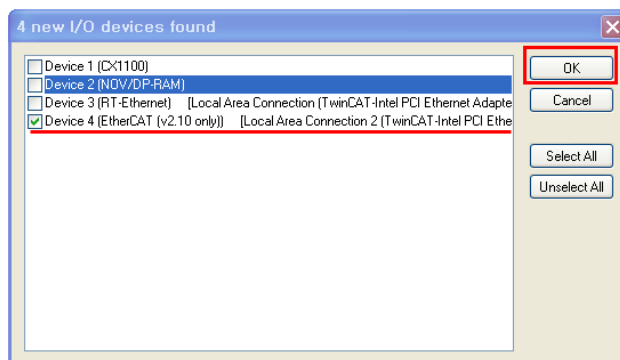 4 new I/O devices found
Device 1 (CX1100)
Device 2 (NOV/DP-RAM)
Device 3 (RT-Ethernet) [Local Area Connection (TwinCAT-Intel PCI Ethernet Adapte
Device 4 (EtherCAT (v2.10 only)) [Local Area Connection 2 (TwinCAT-Intel PCI Ethe
OK
Cancel
Select All
Unselect All